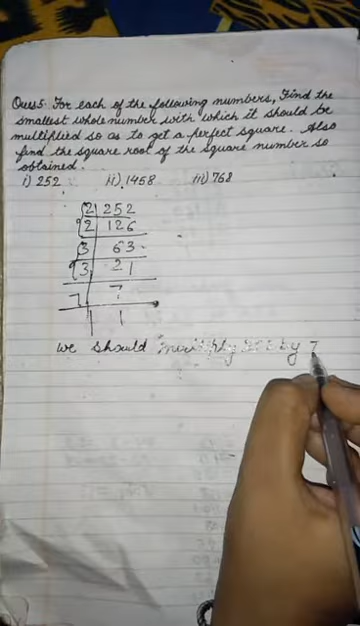 Ques5: For each of the following numbers, Find the
smallest whole number with which it should be
multiplied so as to get a perfect square. Also
find the square root of the square number so
obtained.
i) 252 ii) 1458 iii) 768
2 252
2 126
3 63
3 21
7 7
1 1
we should multiply 252 by 7